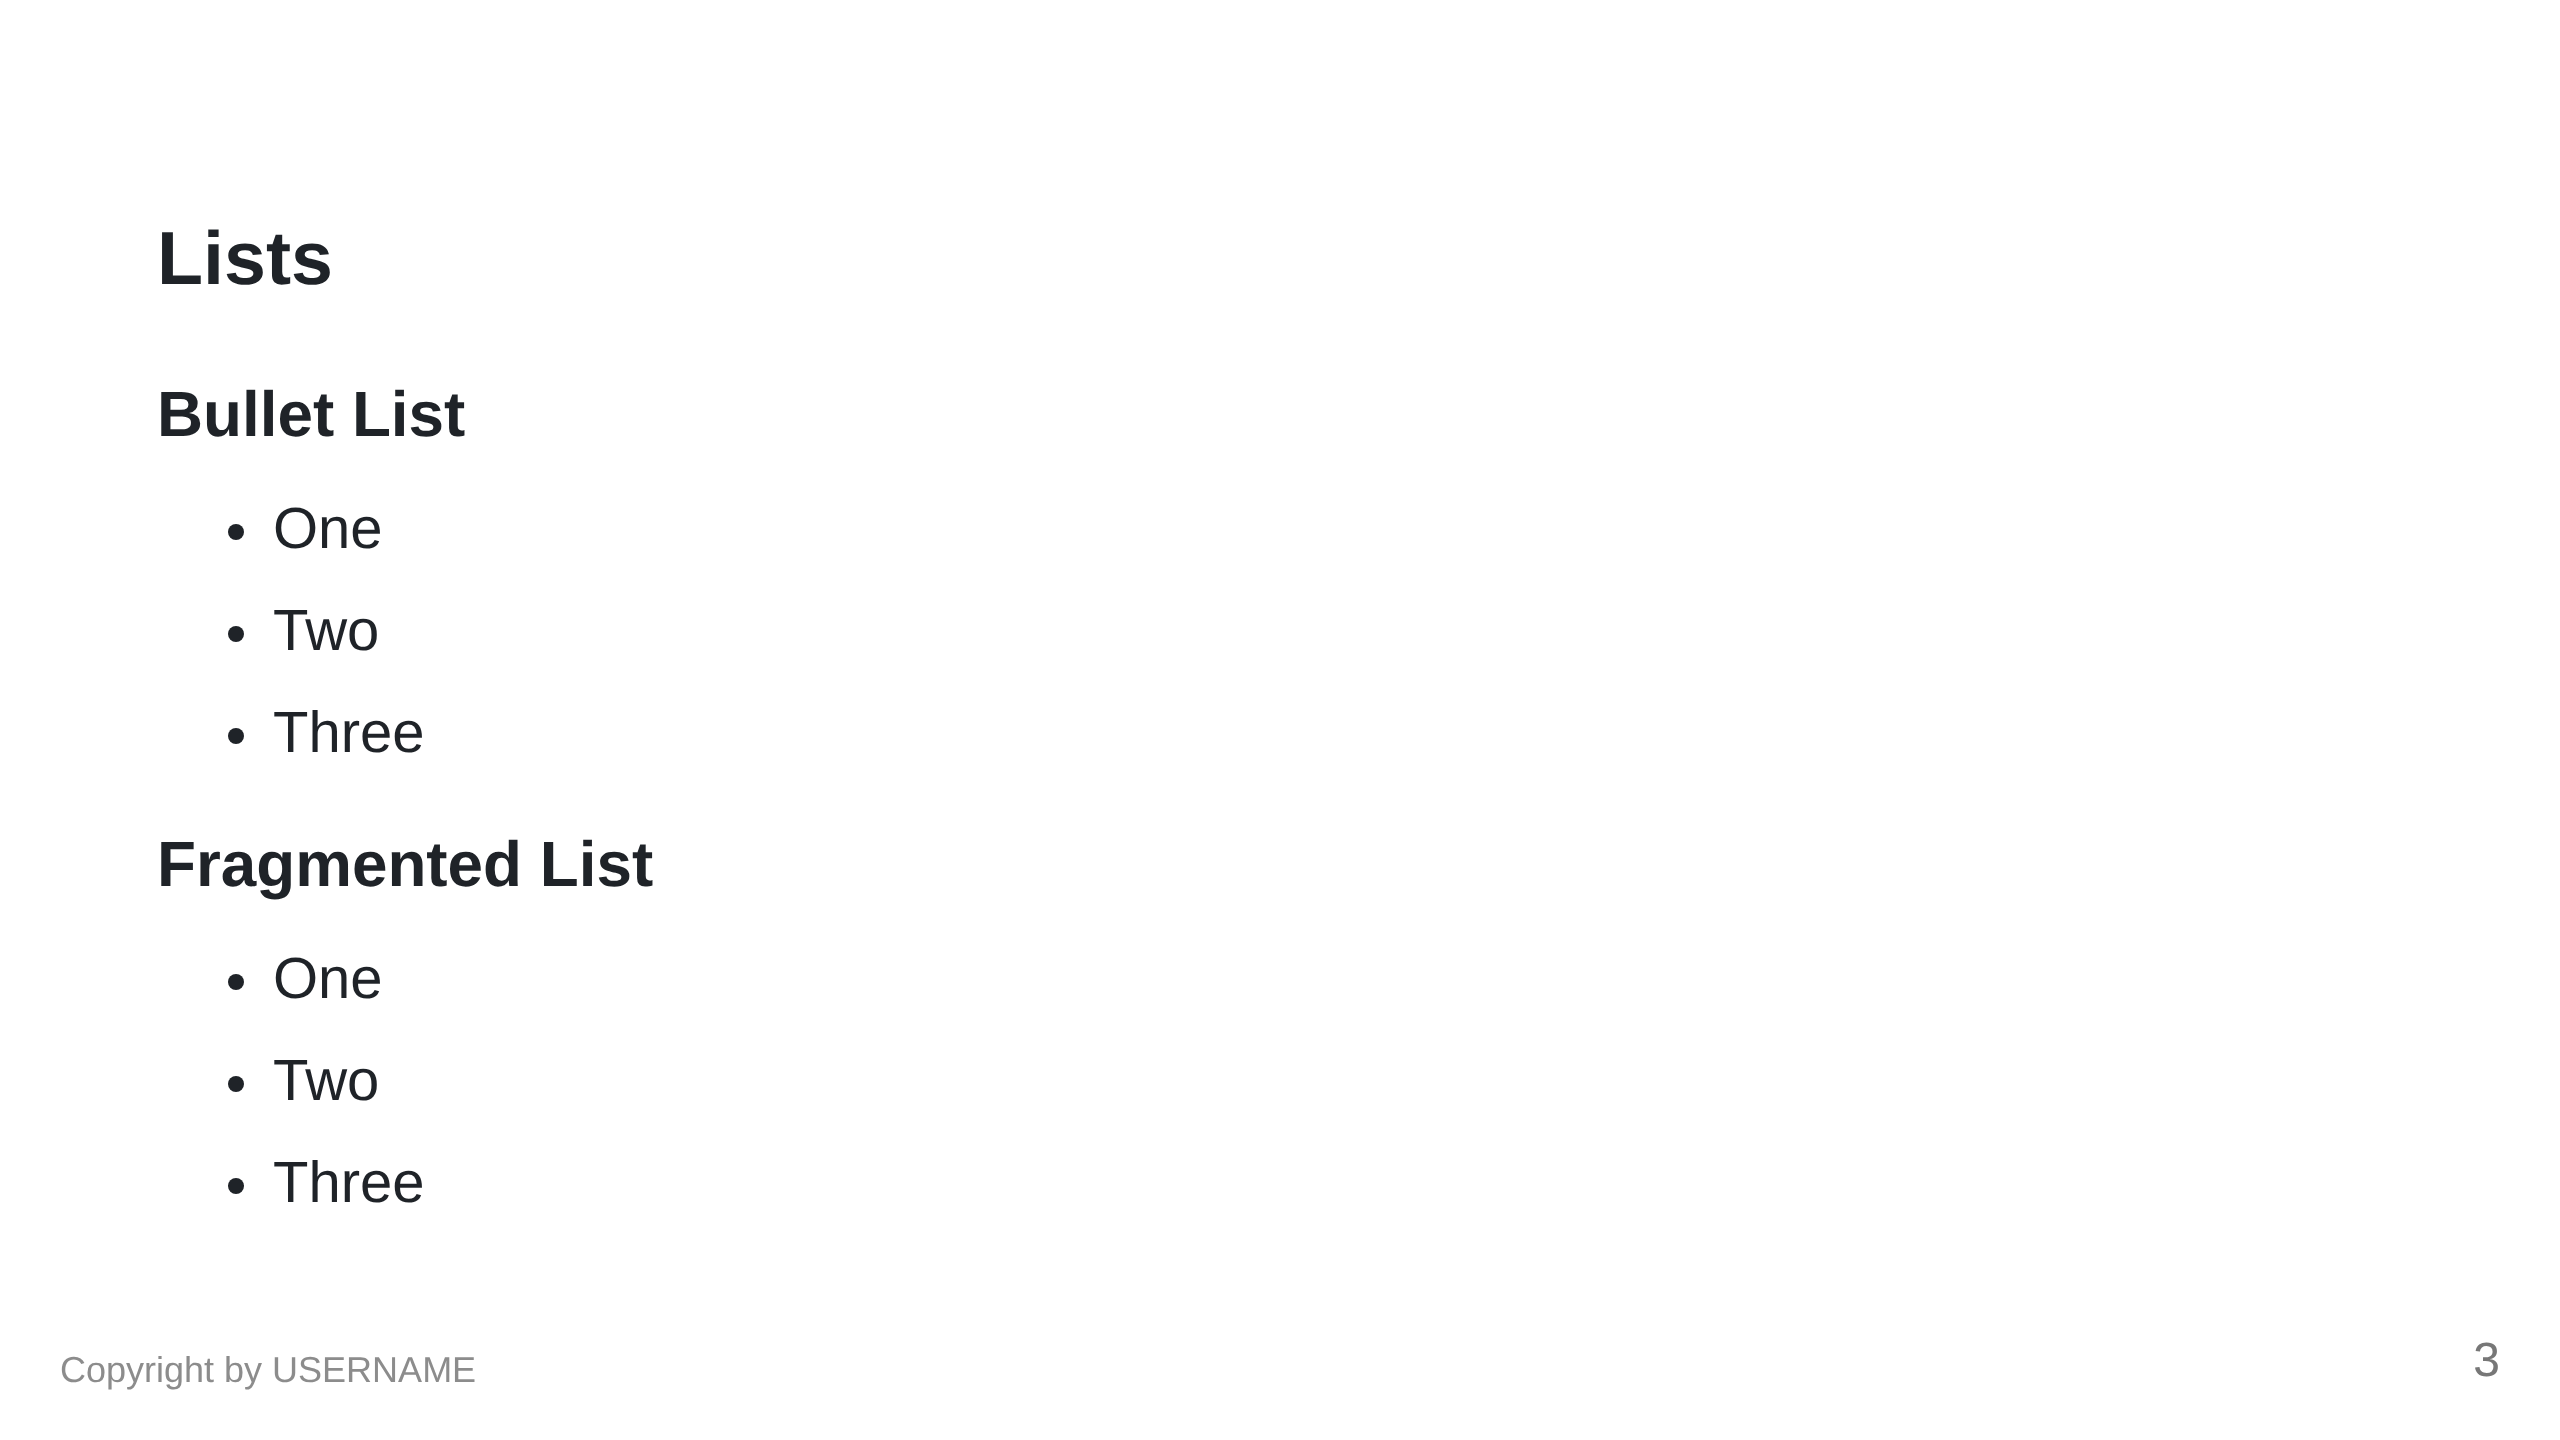 Lists
Bullet List
• One
• Two
• Three
Fragmented List
• One
• Two
• Three
Copyright by USERNAME
3